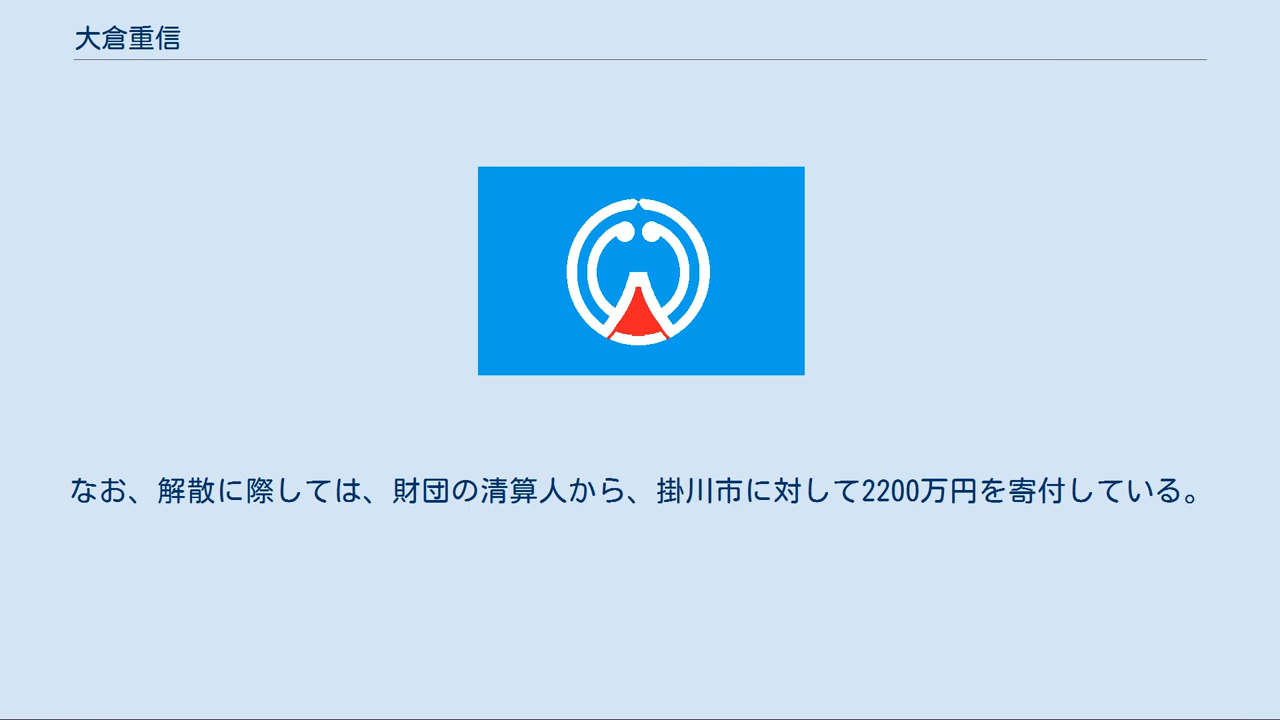 大倉重信
なお、解散に際しては、財団の清算人から、掛川市に対して2200万円を寄付している。